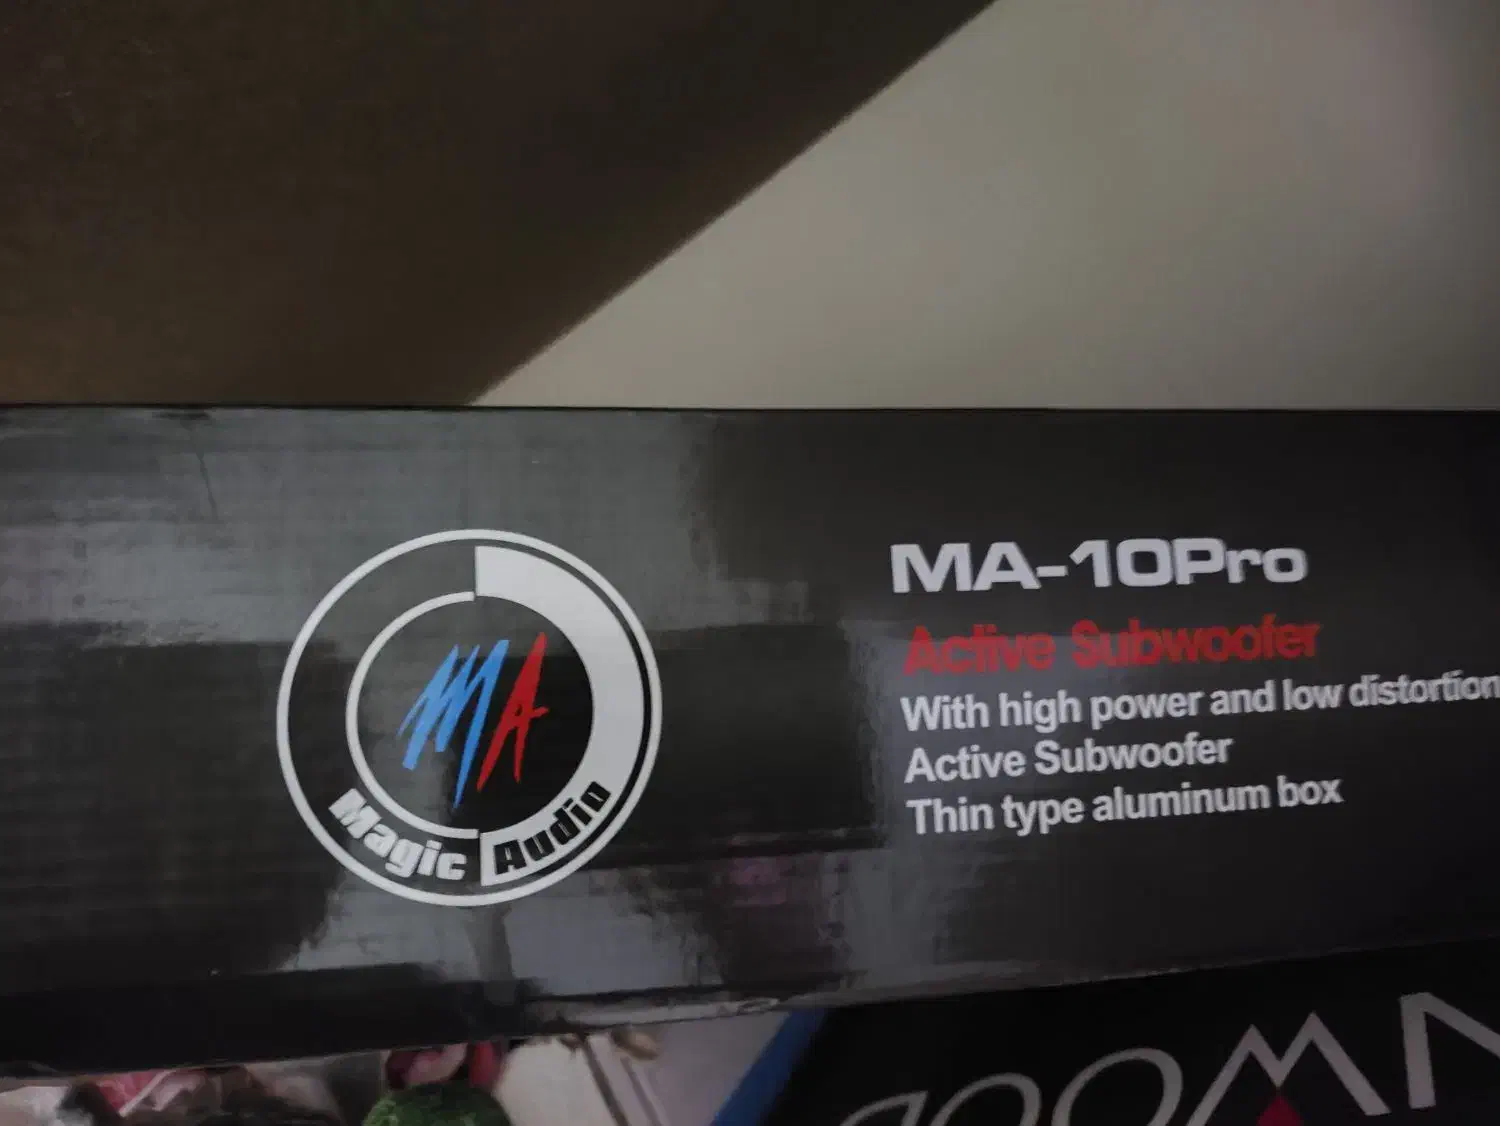 MA
Magic Audio
MA-10Pro
Active Subwoofer
With high power and low distortion
Active Subwoofer
Thin type aluminum box